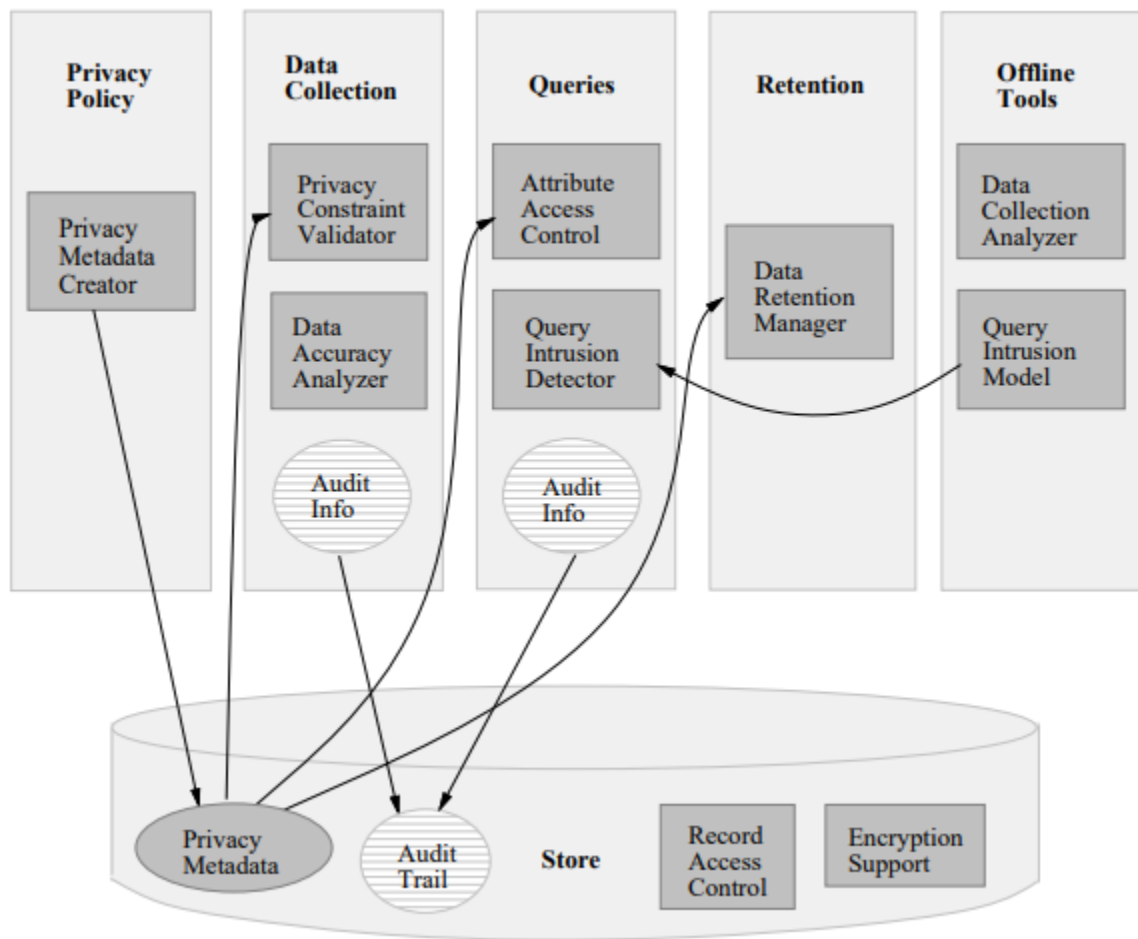 Privacy
Policy
Data
Collection
Queries
Retention
Offline
Tools
Privacy
Metadata
Creator
Privacy
Constraint
Validator
Data
Accuracy
Analyzer
Audit
Info
Attribute
Access
Control
Query
Intrusion
Detector
Audit
Info
Data
Retention
Manager
Data
Collection
Analyzer
Query
Intrusion
Model
Privacy
Metadata
Audit
Trail
Store
Record
Access
Control
Encryption
Support